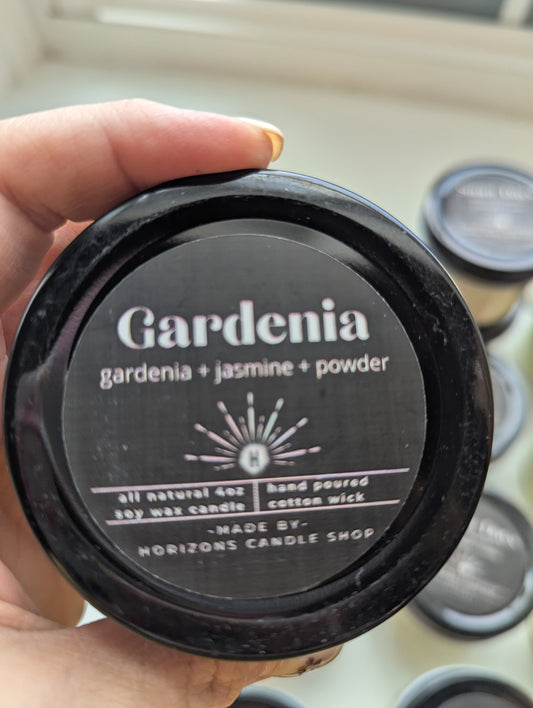 Gardenia
gardenia + jasmine + powder
H
all natural 4oz
soy wax candle
hand poured
cotton wick
-MADE BY-
HORIZONS CANDLE SHOP